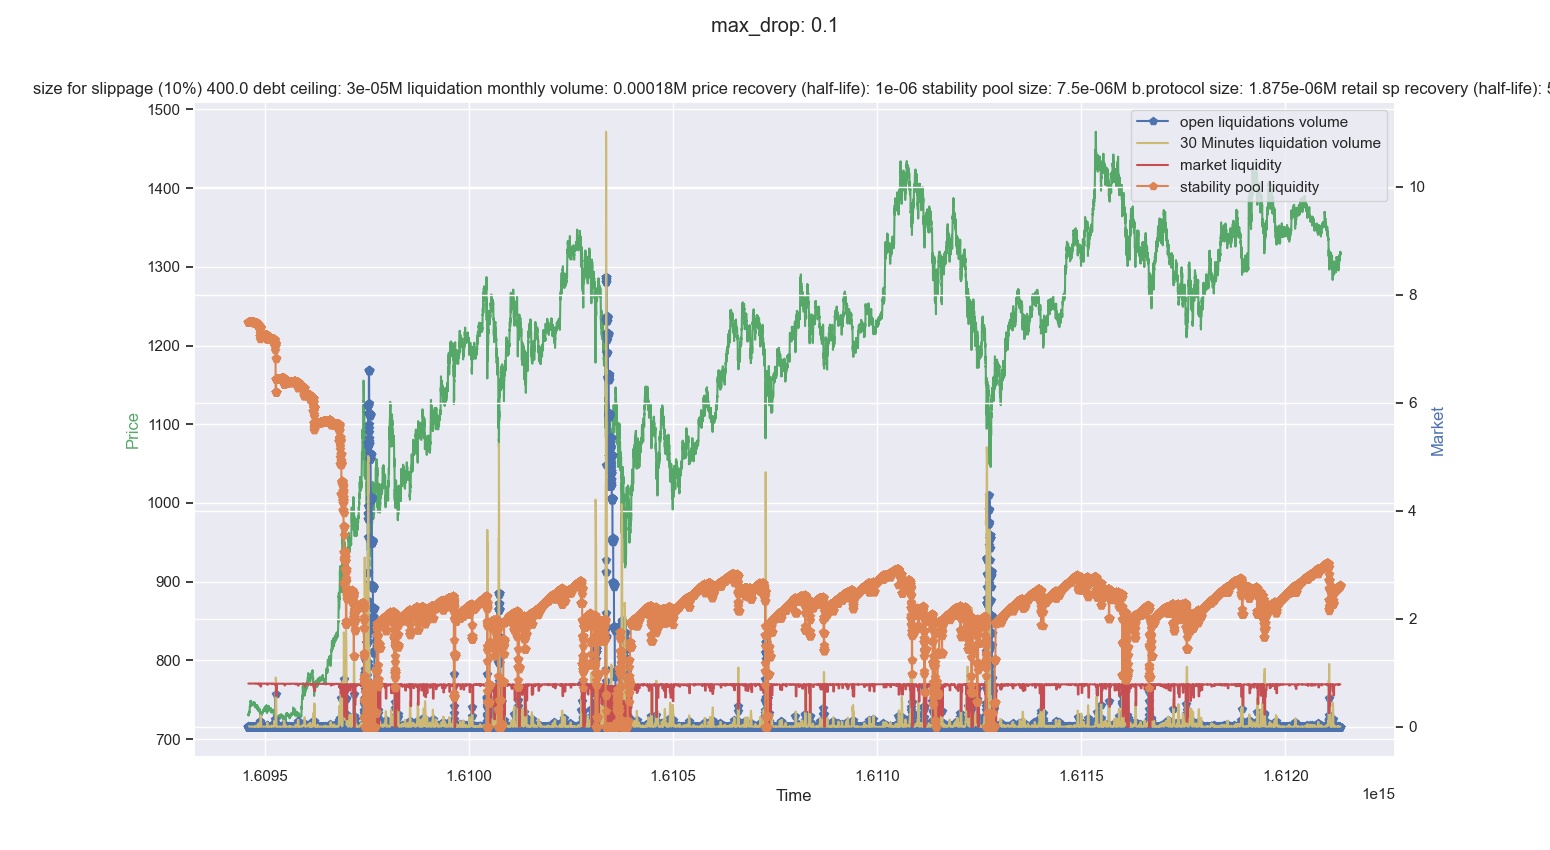 max_drop: 0.1
size for slippage (10%) 400.0 debt ceiling: 3e-05M liquidation monthly volume: 0.00018M price recovery (half-life): 1e-06 stability pool size: 7.5e-06M b.protocol size: 1.875e-06M retail sp recovery (half-life):
open liquidations volume
30 Minutes liquidation volume
market liquidity
stability pool liquidity
1500
1400
1300
1200
1100
1000
900
800
700
Price
10
8
6
4
2
0
Market
1.6095 1.6100 1.6105 1.6110 1.6115 1.6120
1e15
Time